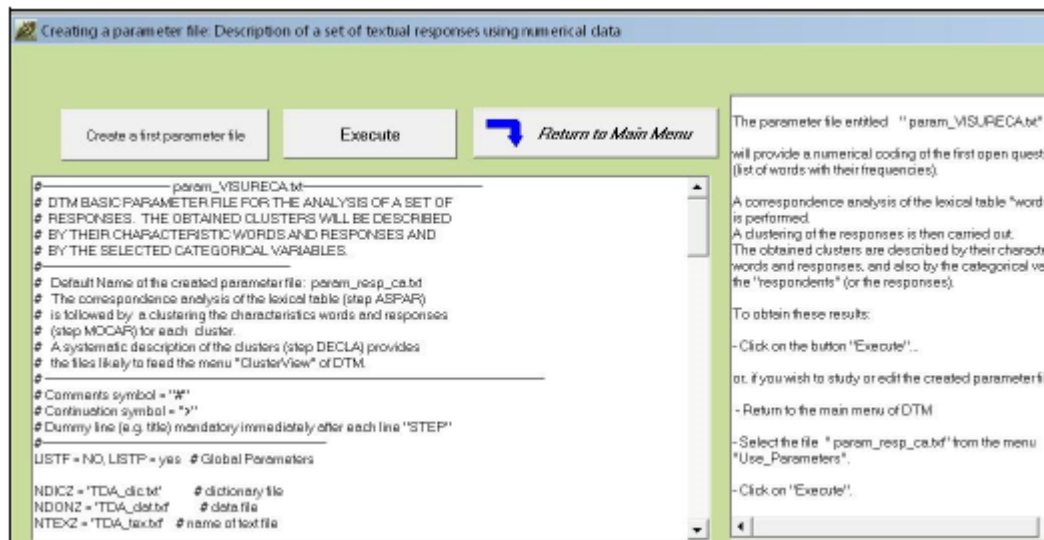 Creating a parameter file: Description of a set of textual responses using numerical data
Create a first parameter file
Execute
Return to Main Menu
#---------------------- param_VISURECA.txt------------------------------
# DTM BASIC PARAMETER FILE FOR THE ANALYSIS OF A SET OF
# RESPONSES. THE OBTAINED CLUSTERS WILL BE DESCRIBED
# BY THEIR CHARACTERISTIC WORDS AND RESPONSES AND
# BY THE SELECTED CATEGORICAL VARIABLES.
#------------------------------------------
# Default Name of the created parameter file: param_resp_ca.txt
# The correspondence analysis of the lexical table (step ASPAR)
# is followed by a clustering the characteristics words and responses
# (step MOCAR) for each cluster.
# A systematic description of the clusters (step DECLA) provides
# the files likely to feed the menu "ClusterView" of DTM.
#------------------------------------------------------------------------------------
# Comments symbol = "#"
# Continuation symbol = ">"
# Dummy line (e.g. title) mandatory immediately after each line "STEP"
#------------------------------------------------
LISTF = NO, LISTP = yes # Global Parameters
NDICZ = 'TDA_dic.txt' # dictionary file
NDONZ = 'TDA_dat.txt' # data file
NTEXZ = 'TDA_tex.txt' # name of text file
The parameter file entitled "param_VISURECA.txt"
will provide a numerical coding of the first open quest
(list of words with their frequencies).
A correspondence analysis of the lexical table "word
is performed.
A clustering of the responses is then carried out.
The obtained clusters are described by their charact
words and responses, and also by the categorical va
the "respondents" (or the responses).
To obtain these results:
- Click on the button "Execute"..
or, if you wish to study or edit the created parameter fi
- Return to the main menu of DTM
- Select the file " param_resp_ca.txt" from the menu
"Use_Parameters".
- Click on "Execute".